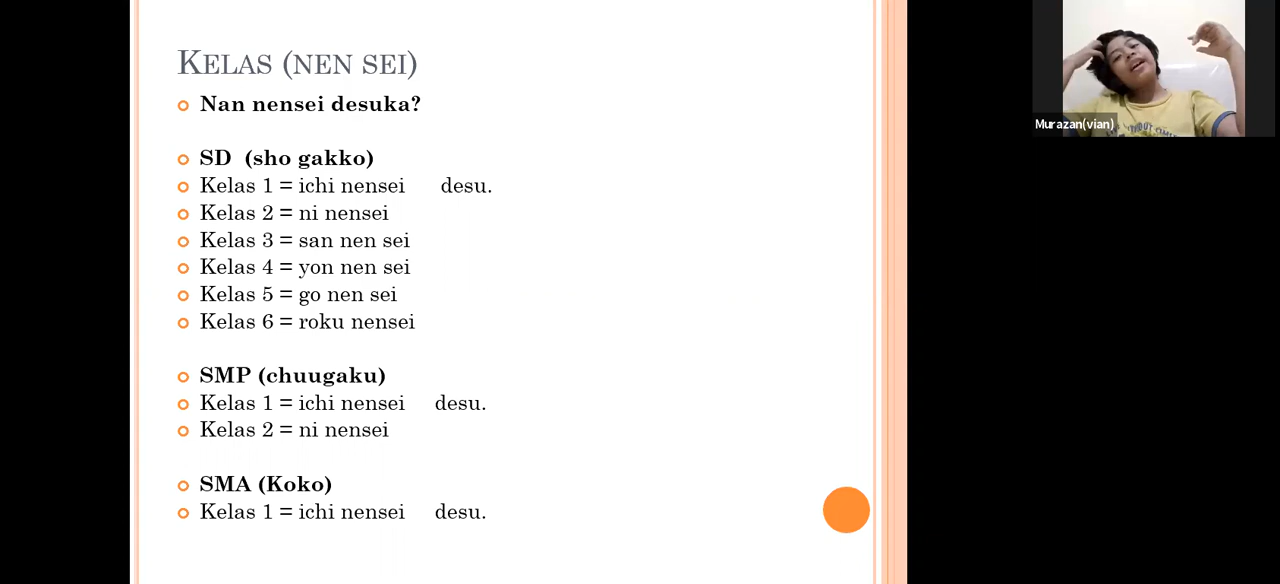 KELAS (NEN SEI)
Nan nensei desuka?
SD (sho gakko)
Kelas 1 = ichi nensei desu.
Kelas 2 = ni nensei
Kelas 3 = san nen sei
Kelas 4 = yon nen sei
Kelas 5 = go nen sei
Kelas 6 = roku nensei
SMP (chuugaku)
Kelas 1 = ichi nensei desu.
Kelas 2 = ni nensei
SMA (Koko)
Kelas 1 = ichi nensei desu.
Murazan(vian)